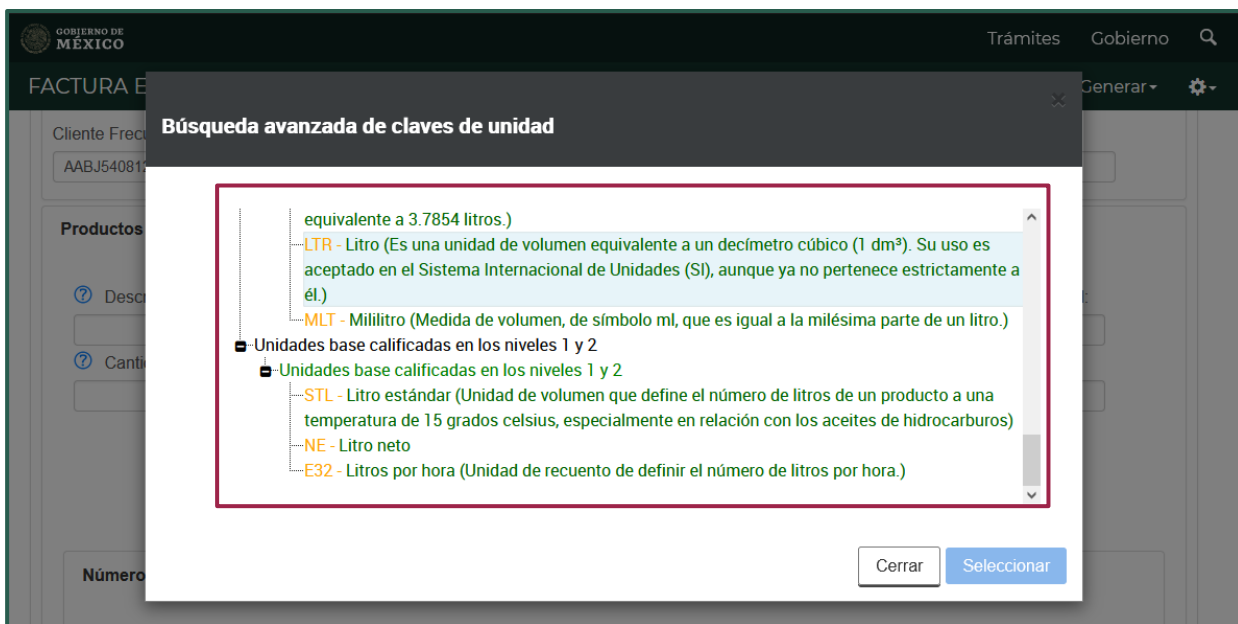 GOBIERNO DE
MÉXICO
Trámites Gobierno
FACTURA E
Generar
Búsqueda avanzada de claves de unidad
Cliente Frecu
AABJ540812
Productos
equivalente a 3.7854 litros.)
LTR - Litro (Es una unidad de volumen equivalente a un decímetro cúbico (1 dm³). Su uso es
aceptado en el Sistema Internacional de Unidades (SI), aunque ya no pertenece estrictamente a
él.)
MLT - Mililitro (Medida de volumen, de símbolo ml, que es igual a la milésima parte de un litro.)
Unidades base calificadas en los niveles 1 y 2
Unidades base calificadas en los niveles 1 y 2
STL - Litro estándar (Unidad de volumen que define el número de litros de un producto a una
temperatura de 15 grados celsius, especialmente en relación con los aceites de hidrocarburos)
NE - Litro neto
E32 - Litros por hora (Unidad de recuento de definir el número de litros por hora.)
Descr
Canti
Cerrar Seleccionar
Número